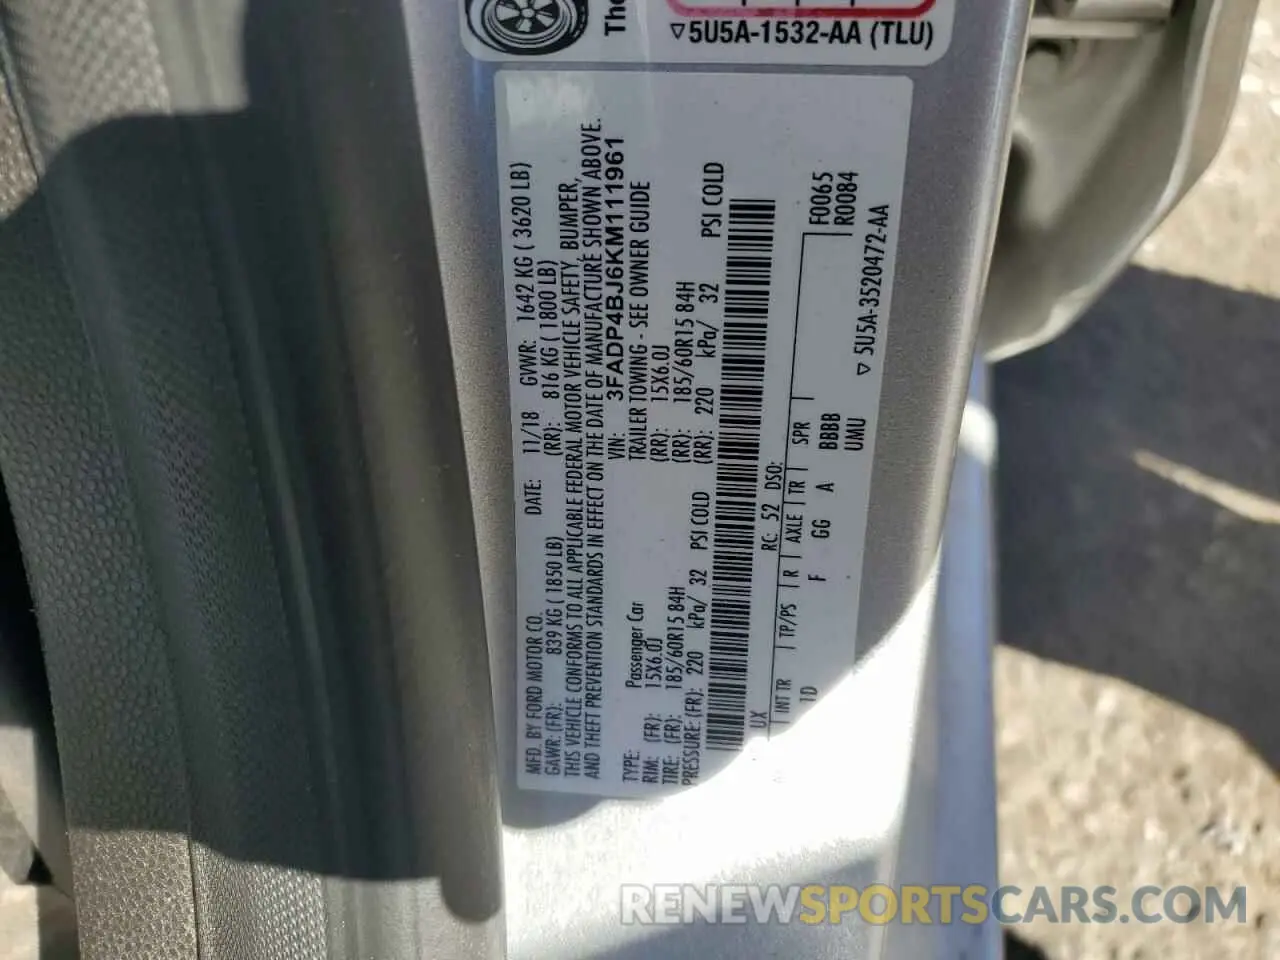 The
▽5U5A-1532-AA (TLU)
MFD. BY FORD MOTOR CO. DATE: 11/18 GVWR: 1642 KG ( 3620 LB)
GAWR: (FR): 839 KG ( 1850 LB) (RR): 816 KG ( 1800 LB)
THIS VEHICLE CONFORMS TO ALL APPLICABLE FEDERAL MOTOR VEHICLE SAFETY, BUMPER,
AND THEFT PREVENTION STANDARDS IN EFFECT ON THE DATE OF MANUFACTURE SHOWN ABOVE.
VIN: 3FADP4BJ6KM111961
TYPE: Passenger Car TRAILER TOWING - SEE OWNER GUIDE
RIM: (FR): 15X6.0J (RR): 15X6.0J
TIRE: (FR): 185/60R15 84H (RR): 185/60R15 84H
PRESSURE: (FR): 220 kPa/ 32 PSI COLD (RR): 220 kPa/ 32 PSI COLD
UX RC: 52 DSO:
INT TR TP/PS R AXLE TR SPR F0065
1D F GG A BBBB R0084
UMU
▽ 5U5A-3520472-AA
RENEWSPORTSCARS.COM